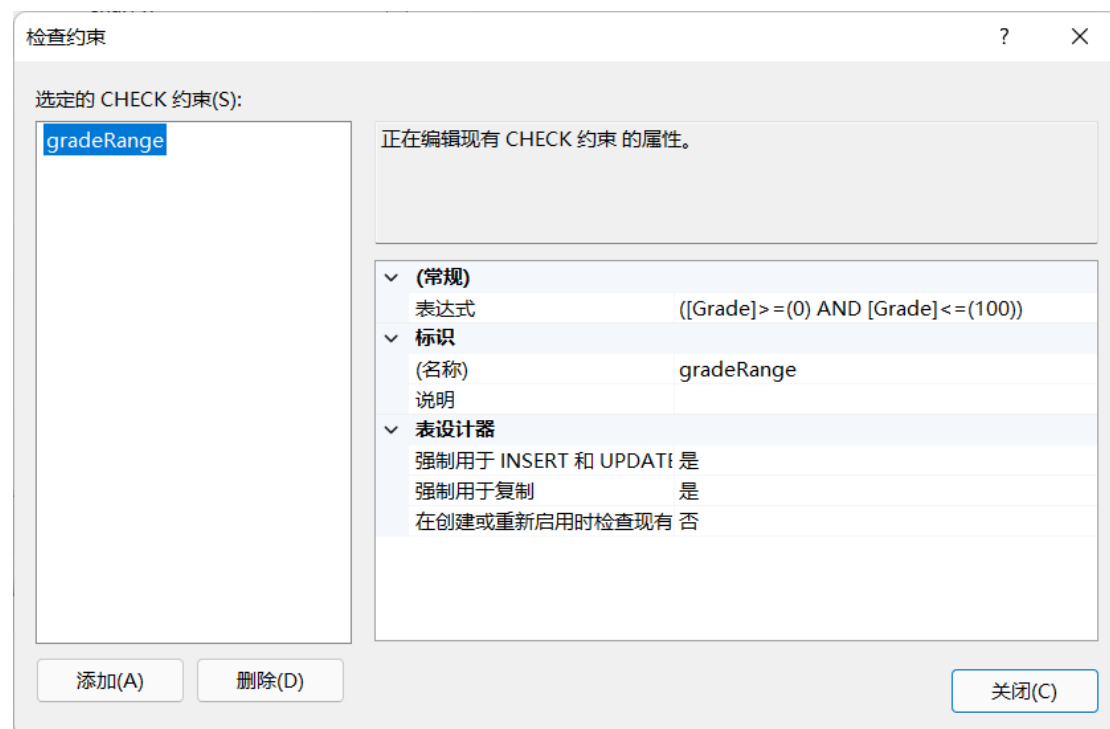 检查约束
?
选定的 CHECK 约束(S):
gradeRange
正在编辑现有 CHECK 约束 的属性。
(常规)
表达式 ([Grade]>=(0) AND [Grade]<=(100))
标识
(名称) gradeRange
说明
表设计器
强制用于 INSERT 和 UPDATE 是
强制用于复制 是
在创建或重新启用时检查现有 否
添加(A) 删除(D)
关闭(C)